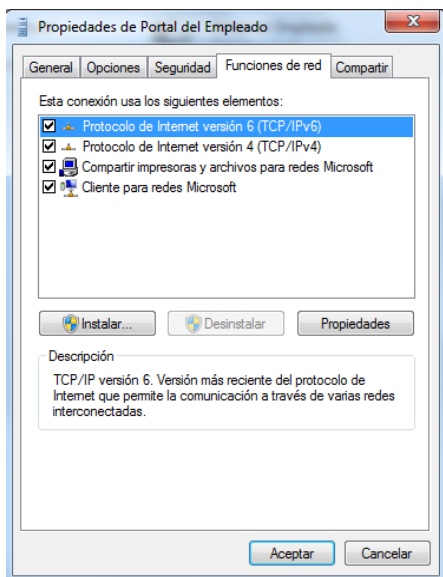 Propiedades de Portal del Empleado
General Opciones Seguridad Funciones de red Compartir
Esta conexión usa los siguientes elementos:
Protocolo de Internet versión 6 (TCP/IPv6)
Protocolo de Internet versión 4 (TCP/IPv4)
Compartir impresoras y archivos para redes Microsoft
Cliente para redes Microsoft
Instalar... Desinstalar Propiedades
Descripción
TCP/IP versión 6. Versión más reciente del protocolo de
Internet que permite la comunicación a través de varias redes
interconectadas.
Aceptar Cancelar